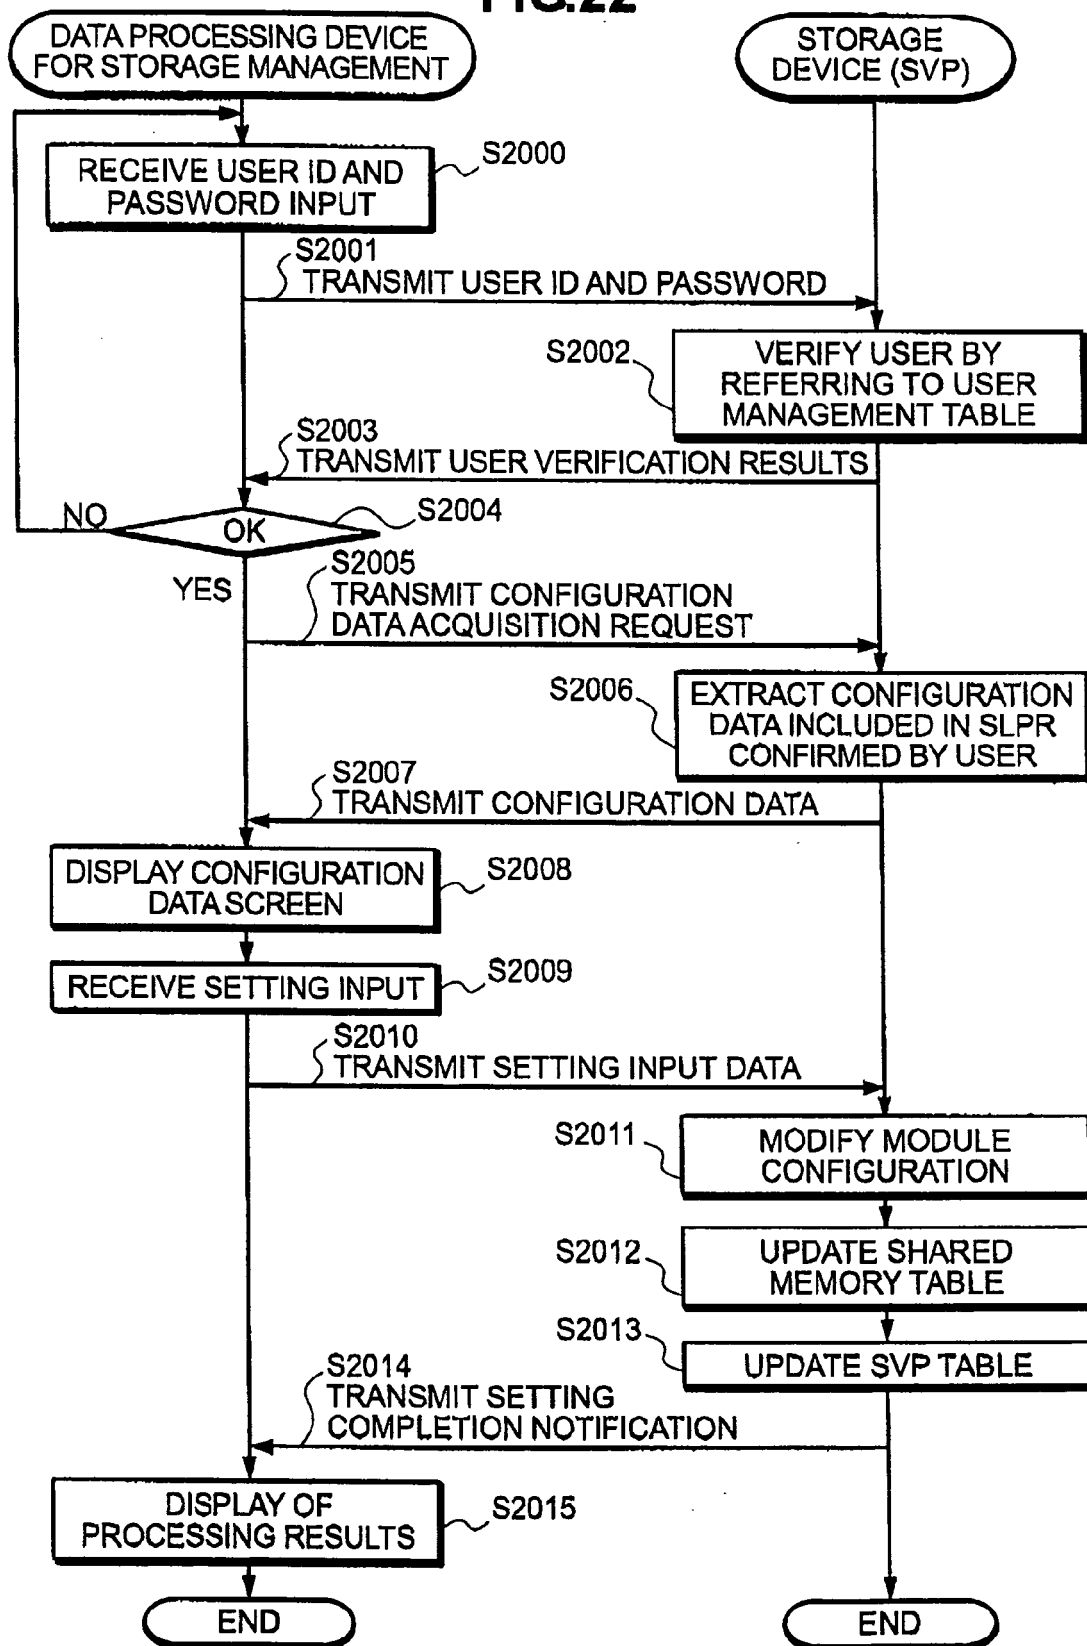 FIG.22
DATA PROCESSING DEVICE
FOR STORAGE MANAGEMENT
STORAGE
DEVICE (SVP)
RECEIVE USER ID AND
PASSWORD INPUT
S2000
S2001
TRANSMIT USER ID AND PASSWORD
S2002
VERIFY USER BY
REFERRING TO USER
MANAGEMENT TABLE
S2003
TRANSMIT USER VERIFICATION RESULTS
NO
OK
S2004
YES
S2005
TRANSMIT CONFIGURATION
DATA ACQUISITION REQUEST
S2006
EXTRACT CONFIGURATION
DATA INCLUDED IN SLPR
CONFIRMED BY USER
S2007
TRANSMIT CONFIGURATION DATA
DISPLAY CONFIGURATION
DATA SCREEN
S2008
RECEIVE SETTING INPUT
S2009
S2010
TRANSMIT SETTING INPUT DATA
S2011
MODIFY MODULE
CONFIGURATION
S2012
UPDATE SHARED
MEMORY TABLE
S2013
UPDATE SVP TABLE
S2014
TRANSMIT SETTING
COMPLETION NOTIFICATION
DISPLAY OF
PROCESSING RESULTS
S2015
END
END